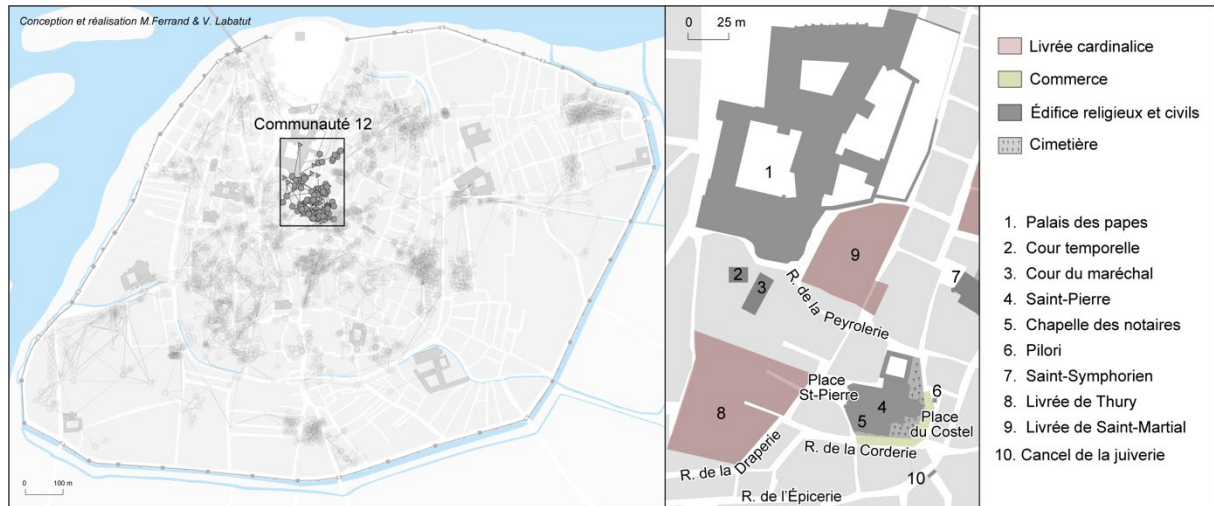 Conception et réalisation M.Ferrand & V. Labatut
Communauté 12
0 100 m
0 25 m
1
2
3
R. de la Peyrolerie
9
7
Place
St-Pierre
4
5
6
Place
du Costel
8
R. de la Draperie
R. de la Corderie
10
R. de l'Épicerie
Livrée cardinalice
Commerce
Édifice religieux et civils
Cimetière
1. Palais des papes
2. Cour temporelle
3. Cour du maréchal
4. Saint-Pierre
5. Chapelle des notaires
6. Pilori
7. Saint-Symphorien
8. Livrée de Thury
9. Livrée de Saint-Martial
10. Cancel de la juiverie